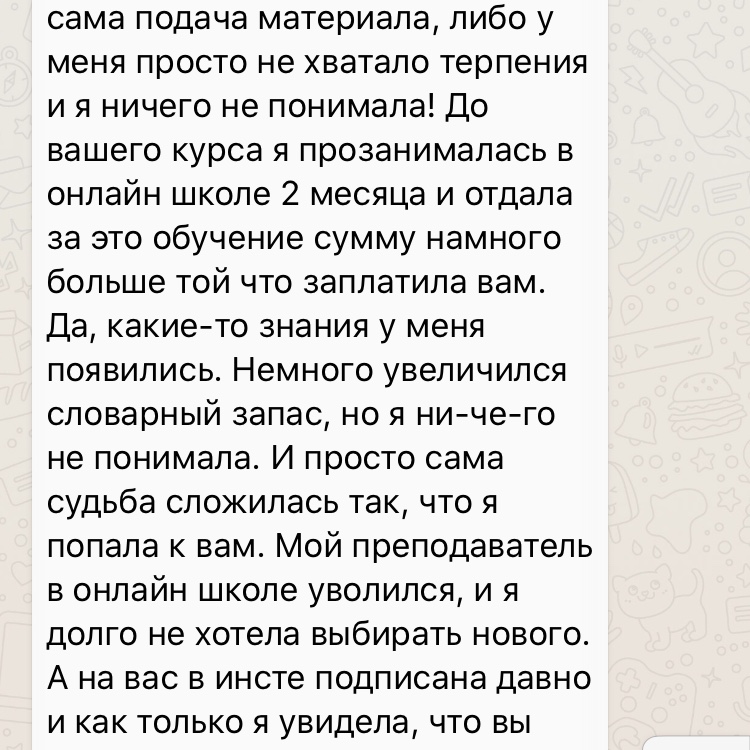 сама подача материала, либо у
меня просто не хватало терпения
и я ничего не понимала! До
вашего курса я прозанималась в
онлайн школе 2 месяца и отдала
за это обучение сумму намного
больше той что заплатила вам.
Да, какие-то знания у меня
появились. Немного увеличился
словарный запас, но я ни-че-го
не понимала. И просто сама
судьба сложилась так, что я
попала к вам. Мой преподаватель
в онлайн школе уволился, и я
долго не хотела выбирать нового.
А на вас в инсте подписана давно
и как только я увидела, что вы